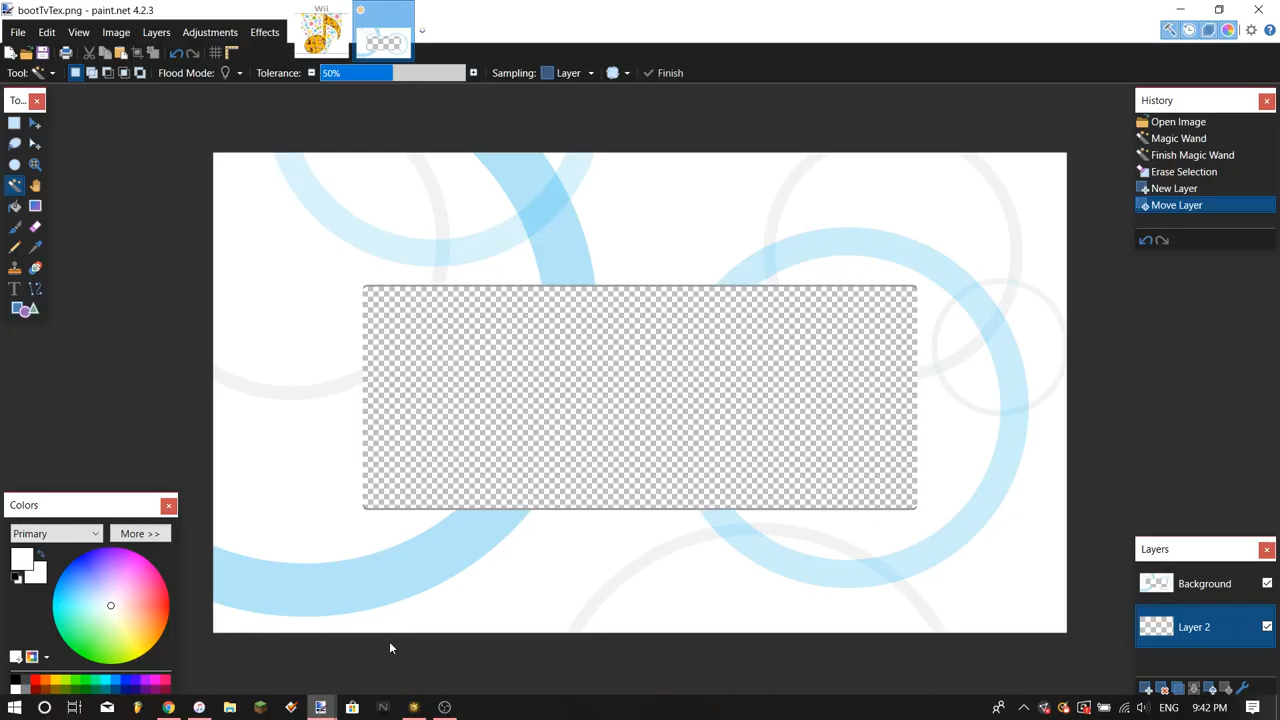 bootTvTex.png - paint.net 4.2.3
Wii
File Edit View Image Layers Adjustments Effects
Tool: Flood Mode: Tolerance: 50% Sampling: Layer Finish
To...
History
Open Image
Magic Wand
Finish Magic Wand
Erase Selection
New Layer
Move Layer
Colors
Primary More >>
Layers
Background
Layer 2
ENG 9:42 PM